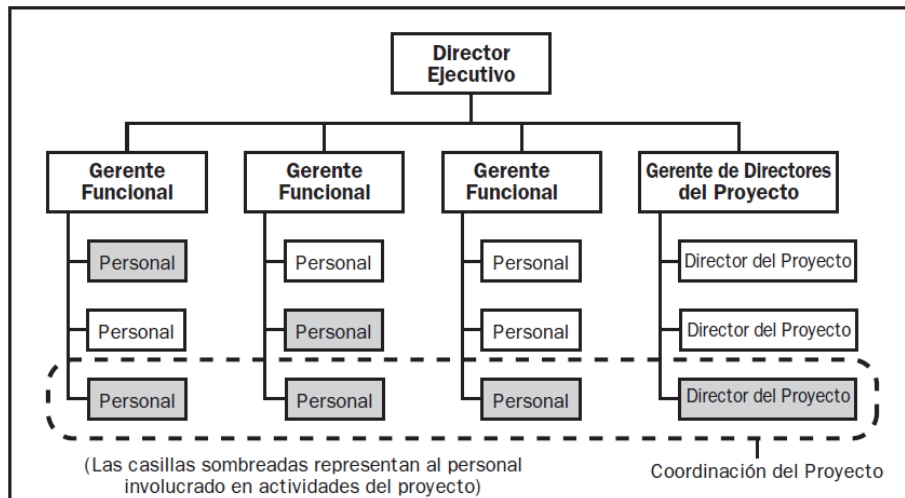 Director
Ejecutivo
Gerente
Funcional
Gerente
Funcional
Gerente
Funcional
Gerente de Directores
del Proyecto
Personal
Personal
Personal
Director del Proyecto
Personal
Personal
Personal
Director del Proyecto
Personal
Personal
Personal
Director del Proyecto
(Las casillas sombreadas representan al personal
involucrado en actividades del proyecto)
Coordinación del Proyecto